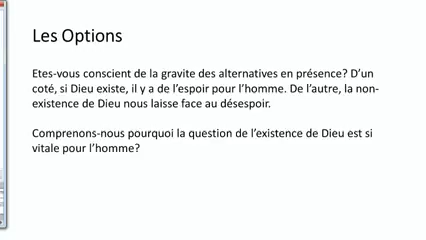 Les Options
Etes-vous conscient de la gravite des alternatives en présence? D’un
coté, si Dieu existe, il y a de l’espoir pour l’homme. De l’autre, la non-
existence de Dieu nous laisse face au désespoir.
Comprenons-nous pourquoi la question de l’existence de Dieu est si
vitale pour l’homme?